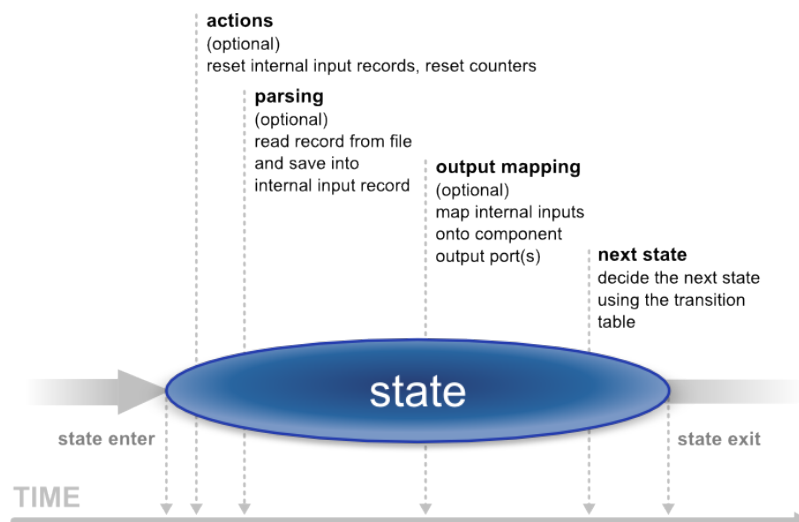 actions
(optional)
reset internal input records, reset counters
parsing
(optional)
read record from file
and save into
internal input record
output mapping
(optional)
map internal inputs
onto component
output port(s)
next state
decide the next state
using the transition
table
state
state enter
state exit
TIME